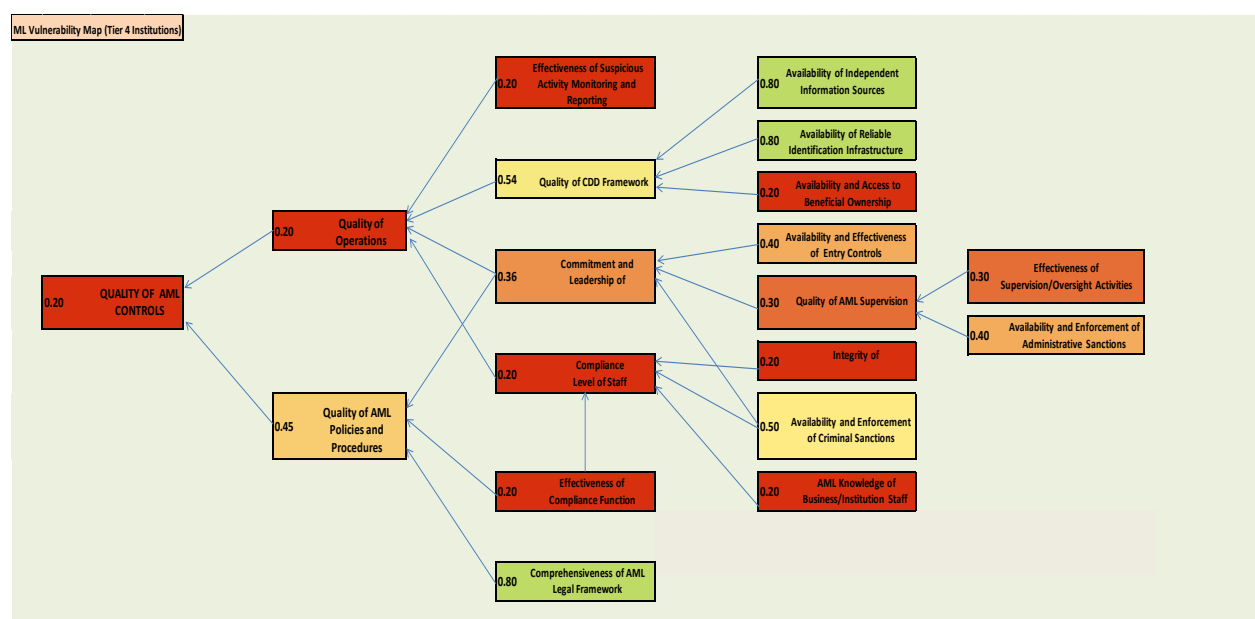 ML Vulnerability Map (Tier 4 Institutions)
0.20
QUALITY OF AML
CONTROLS
0.20
Quality of
Operations
0.45
Quality of AML
Policies and
Procedures
0.20
Effectiveness of Suspicious
Activity Monitoring and
Reporting
0.54
Quality of CDD Framework
0.36
Commitment and
Leadership of
0.20
Compliance
Level of Staff
0.20
Effectiveness of
Compliance Function
0.80
Comprehensiveness of AML
Legal Framework
0.80
Availability of Independent
Information Sources
0.80
Availability of Reliable
Identification Infrastructure
0.20
Availability and Access to
Beneficial Ownership
0.40
Availability and Effectiveness
of Entry Controls
0.30
Quality of AML Supervision
0.20
Integrity of
0.50
Availability and Enforcement
of Criminal Sanctions
0.20
AML Knowledge of
Business/Institution Staff
0.30
Effectiveness of
Supervision/Oversight Activities
0.40
Availability and Enforcement of
Administrative Sanctions